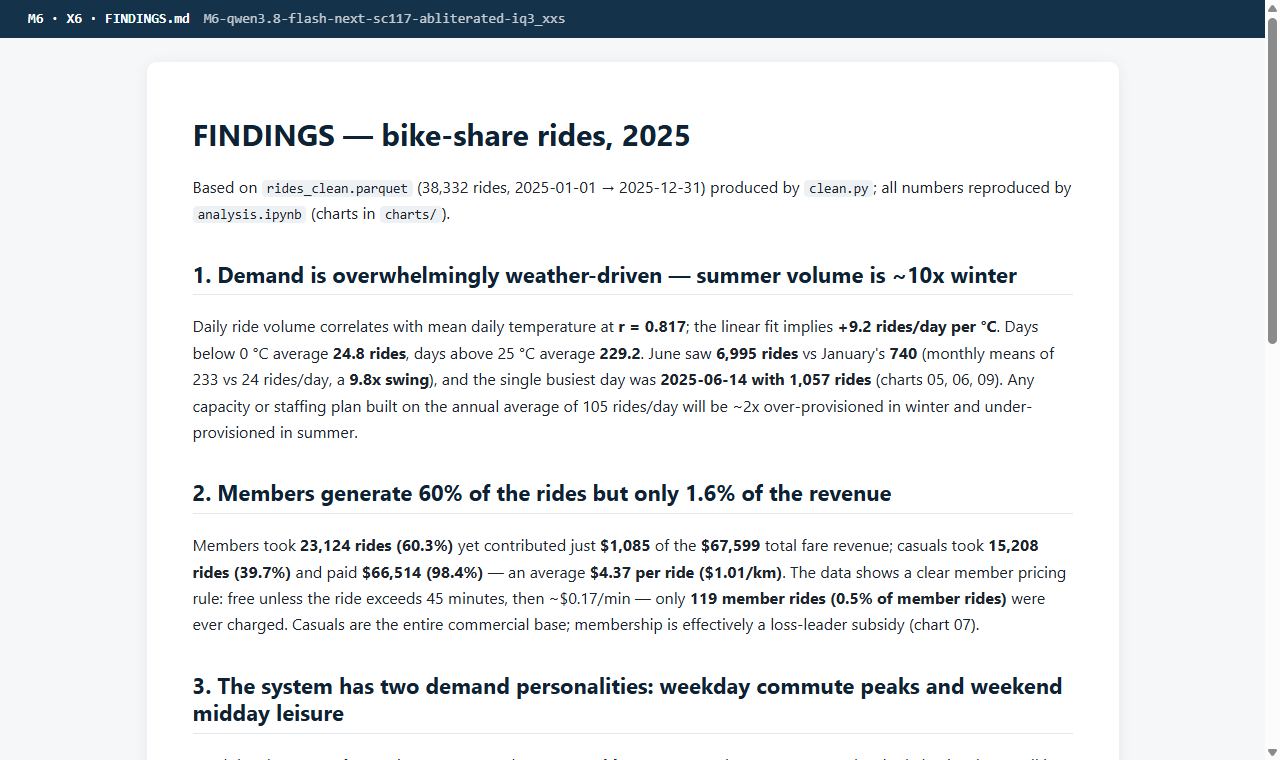 M6 · X6 · FINDINGS.md M6-qwen3.8-flash-next-sc117-abliterated-iq3_xxs
FINDINGS — bike-share rides, 2025
Based on rides_clean.parquet (38,332 rides, 2025-01-01 → 2025-12-31) produced by clean.py; all numbers reproduced by
analysis.ipynb (charts in charts/).
1. Demand is overwhelmingly weather-driven — summer volume is ~10x winter
Daily ride volume correlates with mean daily temperature at r = 0.817; the linear fit implies +9.2 rides/day per °C. Days
below 0 °C average 24.8 rides, days above 25 °C average 229.2. June saw 6,995 rides vs January's 740 (monthly means of
233 vs 24 rides/day, a 9.8x swing), and the single busiest day was 2025-06-14 with 1,057 rides (charts 05, 06, 09). Any
capacity or staffing plan built on the annual average of 105 rides/day will be ~2x over-provisioned in winter and under-
provisioned in summer.
2. Members generate 60% of the rides but only 1.6% of the revenue
Members took 23,124 rides (60.3%) yet contributed just $1,085 of the $67,599 total fare revenue; casuals took 15,208
rides (39.7%) and paid $66,514 (98.4%) — an average $4.37 per ride ($1.01/km). The data shows a clear member pricing
rule: free unless the ride exceeds 45 minutes, then ~$0.17/min — only 119 member rides (0.5% of member rides) were
ever charged. Casuals are the entire commercial base; membership is effectively a loss-leader subsidy (chart 07).
3. The system has two demand personalities: weekday commute peaks and weekend
midday leisure